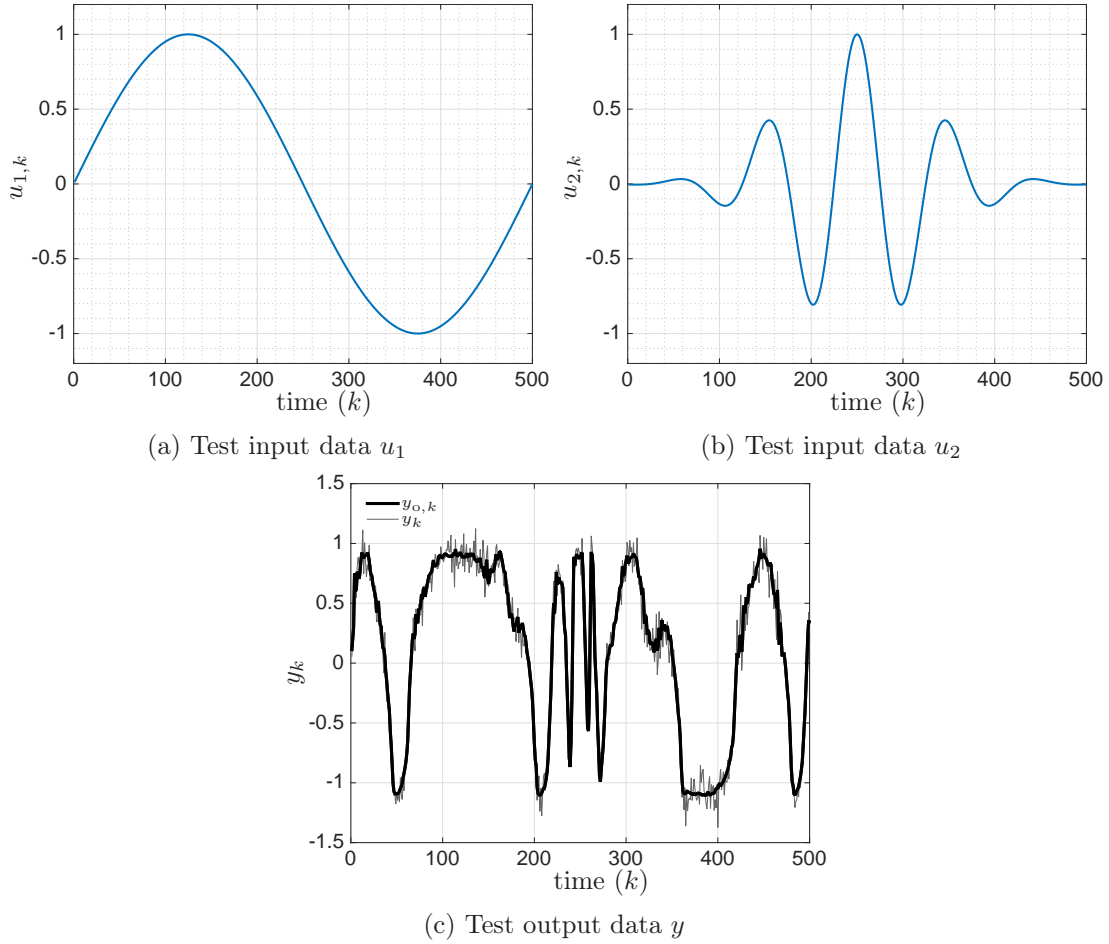 1
0.5
0
-0.5
-1
u1,k
0 100 200 300 400 500
time (k)
(a) Test input data u1
1
0.5
0
-0.5
-1
u2,k
0 100 200 300 400 500
time (k)
(b) Test input data u2
1.5
1
0.5
0
-0.5
-1
-1.5
yk
yo,k
yk
0 100 200 300 400 500
time (k)
(c) Test output data y